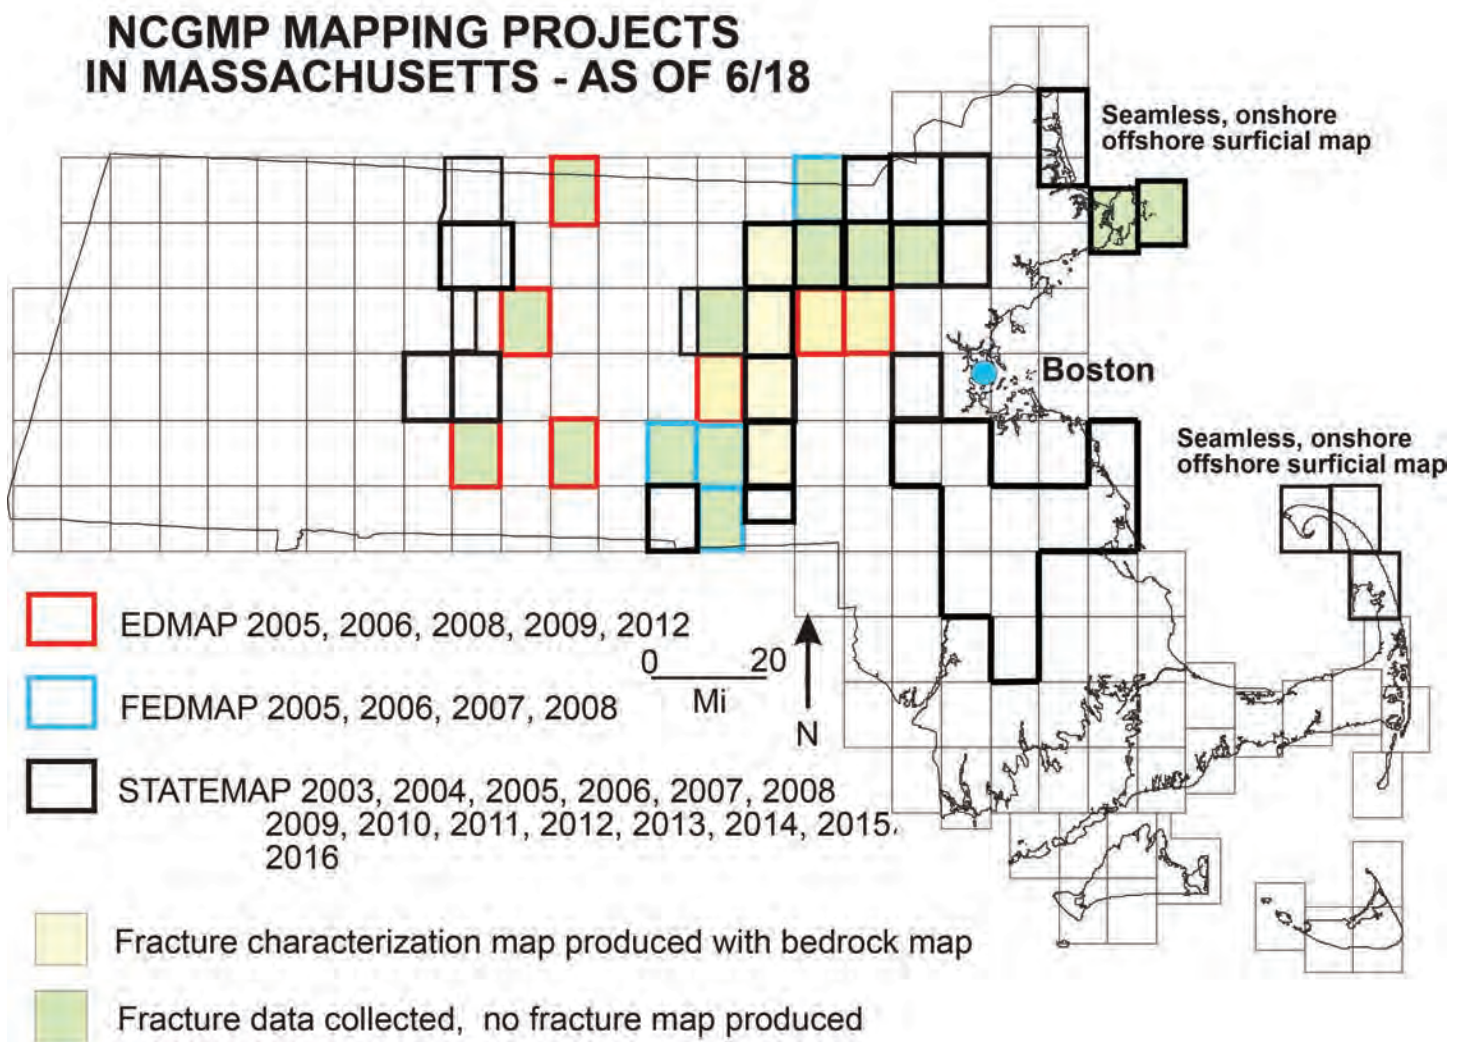 NCGMP MAPPING PROJECTS
IN MASSACHUSETTS - AS OF 6/18
Seamless, onshore
offshore surficial map
Boston
Seamless, onshore
offshore surficial map
EDMAP 2005, 2006, 2008, 2009, 2012
0 20
Mi
N
FEDMAP 2005, 2006, 2007, 2008
STATEMAP 2003, 2004, 2005, 2006, 2007, 2008
2009, 2010, 2011, 2012, 2013, 2014, 2015,
2016
Fracture characterization map produced with bedrock map
Fracture data collected, no fracture map produced